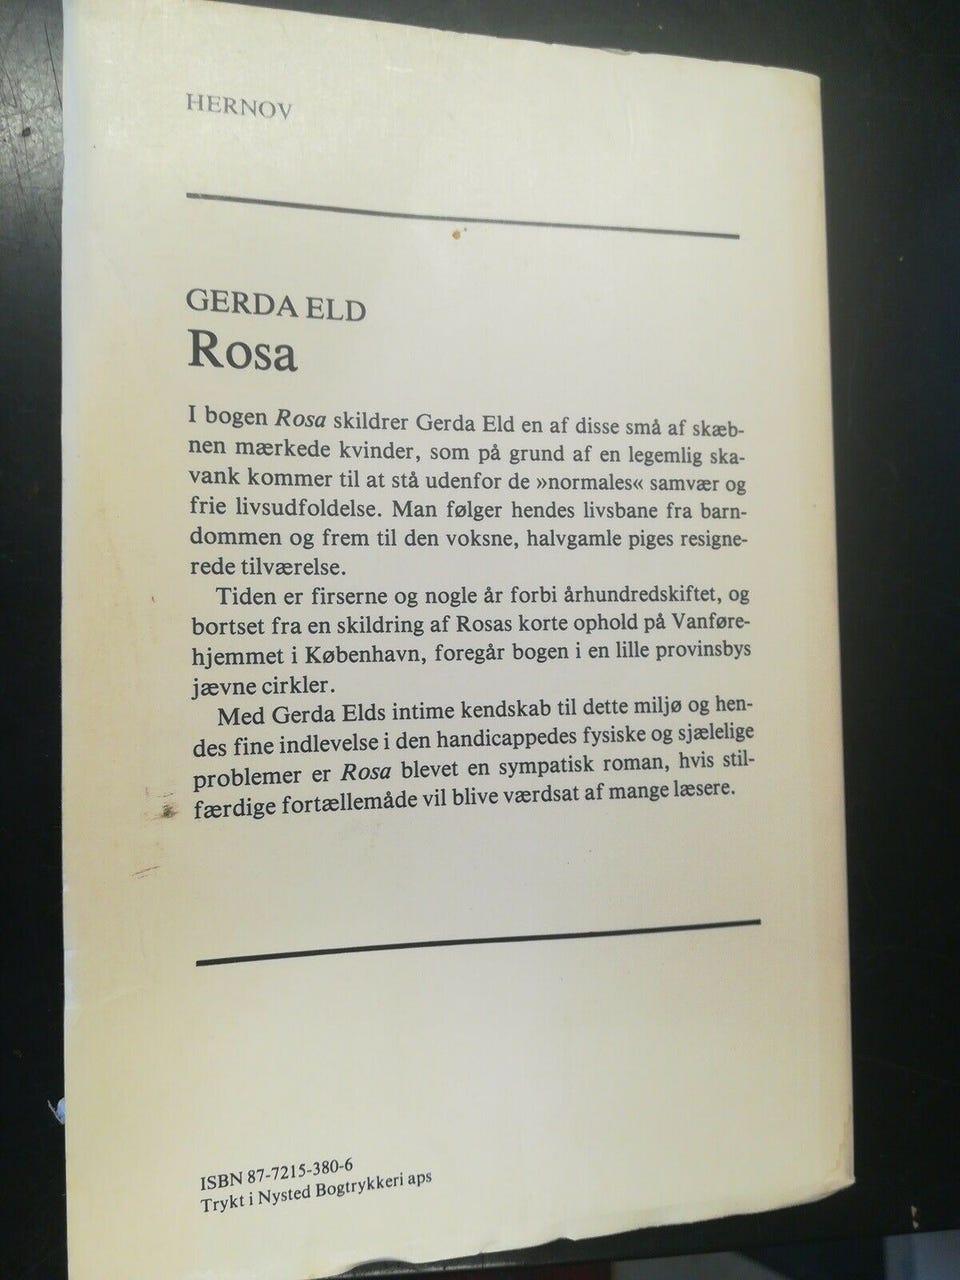 HERNOV
GERDA ELD
Rosa
I bogen Rosa skildrer Gerda Eld en af disse små af skæb-
nen mærkede kvinder, som på grund af en legemlig ska-
vank kommer til at stå udenfor de »normales« samvær og
frie livsudfoldelse. Man følger hendes livsbane fra barn-
dommen og frem til den voksne, halvgamle piges resigne-
rede tilværelse.
Tiden er firserne og nogle år forbi århundredskiftet, og
bortset fra en skildring af Rosas korte ophold på Vanføre-
hjemmet i København, foregår bogen i en lille provinsbys
jævne cirkler.
Med Gerda Elds intime kendskab til dette miljø og hen-
des fine indlevelse i den handicappedes fysiske og sjælelige
problemer er Rosa blevet en sympatisk roman, hvis stil-
færdige fortællemåde vil blive værdsat af mange læsere.
ISBN 87-7215-380-6
Trykt i Nysted Bogtrykkeri aps